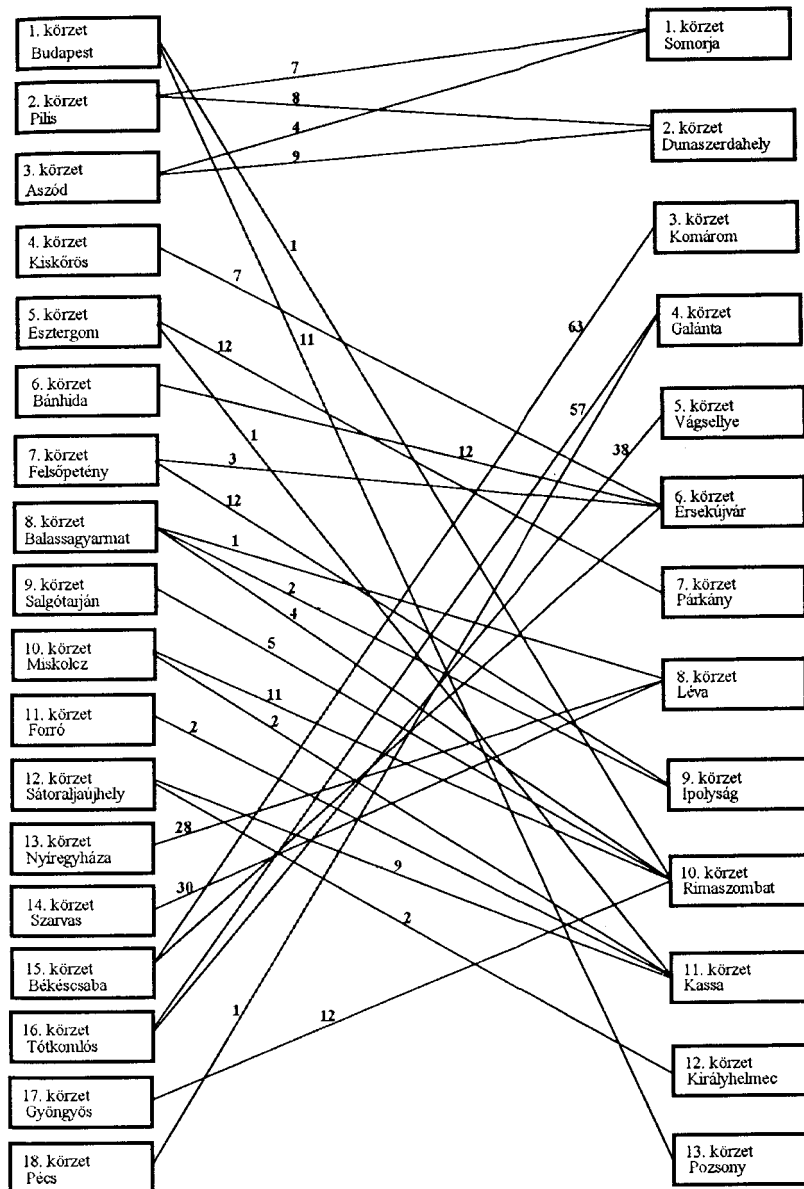 1. körzet
Budapest
2. körzet
Pilis
3. körzet
Aszód
4. körzet
Kiskőrös
5. körzet
Esztergom
6. körzet
Bánhida
7. körzet
Felsőpetény
8. körzet
Balassagyarmat
9. körzet
Salgótarján
10. körzet
Miskolcz
11. körzet
Forró
12. körzet
Sátoraljaújhely
13. körzet
Nyíregyháza
14. körzet
Szarvas
15. körzet
Békéscsaba
16. körzet
Tótkomlós
17. körzet
Gyöngyös
18. körzet
Pécs
7
8
4
9
1
7
63
12
11
57
1
38
12
3
12
1
2
4
5
11
2
2
28
9
30
2
1
12
1. körzet
Somorja
2. körzet
Dunaszerdahely
3. körzet
Komárom
4. körzet
Galánta
5. körzet
Vágsellye
6. körzet
Ersekújvár
7. körzet
Párkány
8. körzet
Léva
9. körzet
Ipolyság
10. körzet
Rimaszombat
11. körzet
Kassa
12. körzet
Királyhelmec
13. körzet
Pozsony